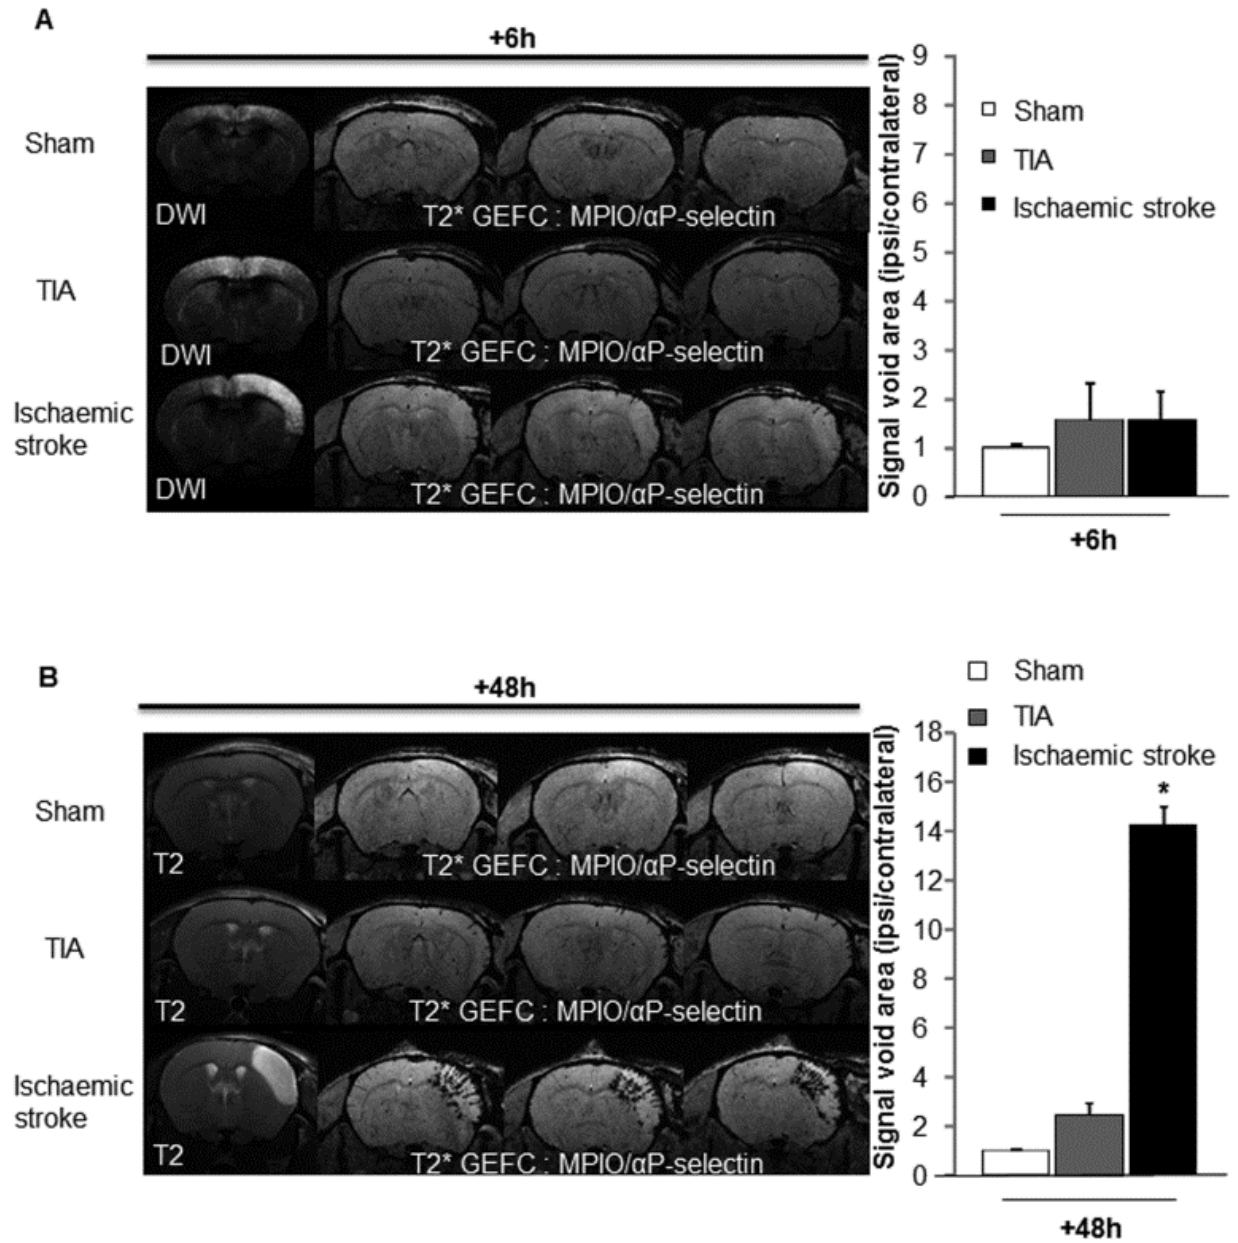 A
+6h
Sham
DWI
T2* GEFC : MPIO/αP-selectin
TIA
DWI
T2* GEFC : MPIO/αP-selectin
Ischaemic
stroke
DWI
T2* GEFC : MPIO/αP-selectin
Signal void area (ipsi/contralateral)
9
8
7
6
5
4
3
2
1
0
Sham
TIA
Ischaemic stroke
+6h
B
+48h
Sham
T2
T2* GEFC : MPIO/αP-selectin
TIA
T2
T2* GEFC : MPIO/αP-selectin
Ischaemic
stroke
T2
T2* GEFC : MPIO/αP-selectin
Signal void area (ipsi/contralateral)
18
16
14
12
10
8
6
4
2
0
Sham
TIA
Ischaemic stroke
*
+48h